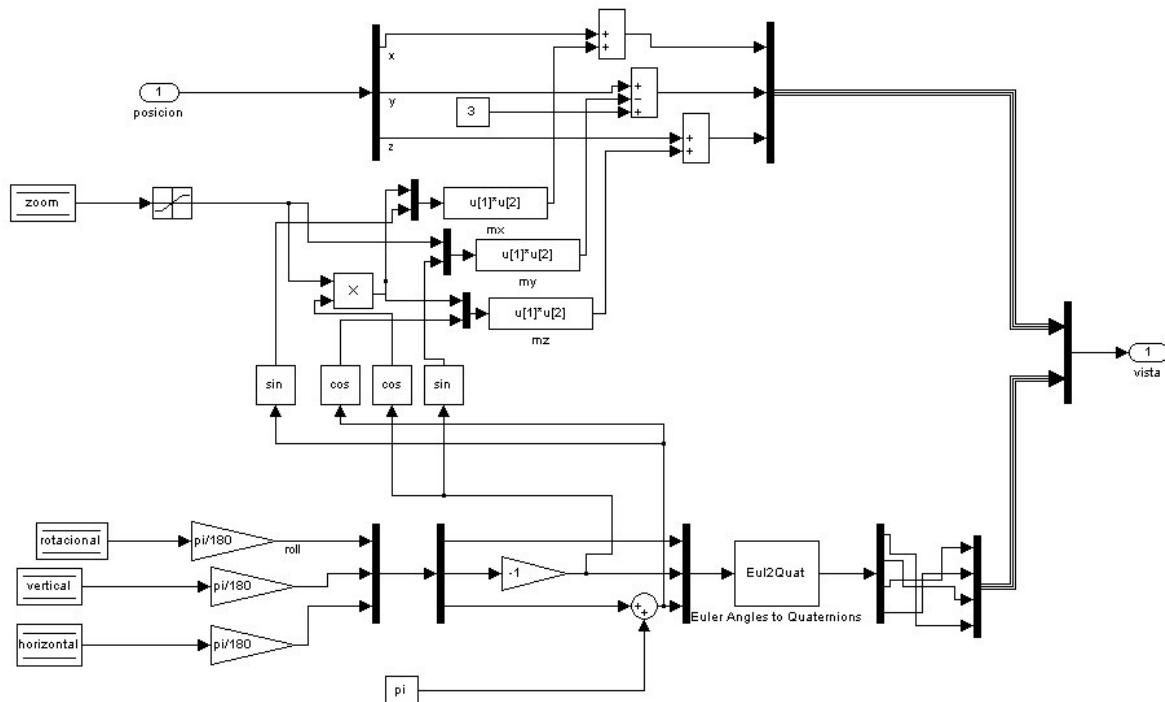 x
+
+
1
posicion
y
3
+
−
+
z
+
+
zoom
u[1]*u[2]
mx
u[1]*u[2]
my
×
u[1]*u[2]
mz
1
vista
sin
cos
cos
sin
rotacional
pi/180
roll
vertical
pi/180
-1
Eul2Quat
horizontal
pi/180
+
+
Euler Angles to Quaternions
pi